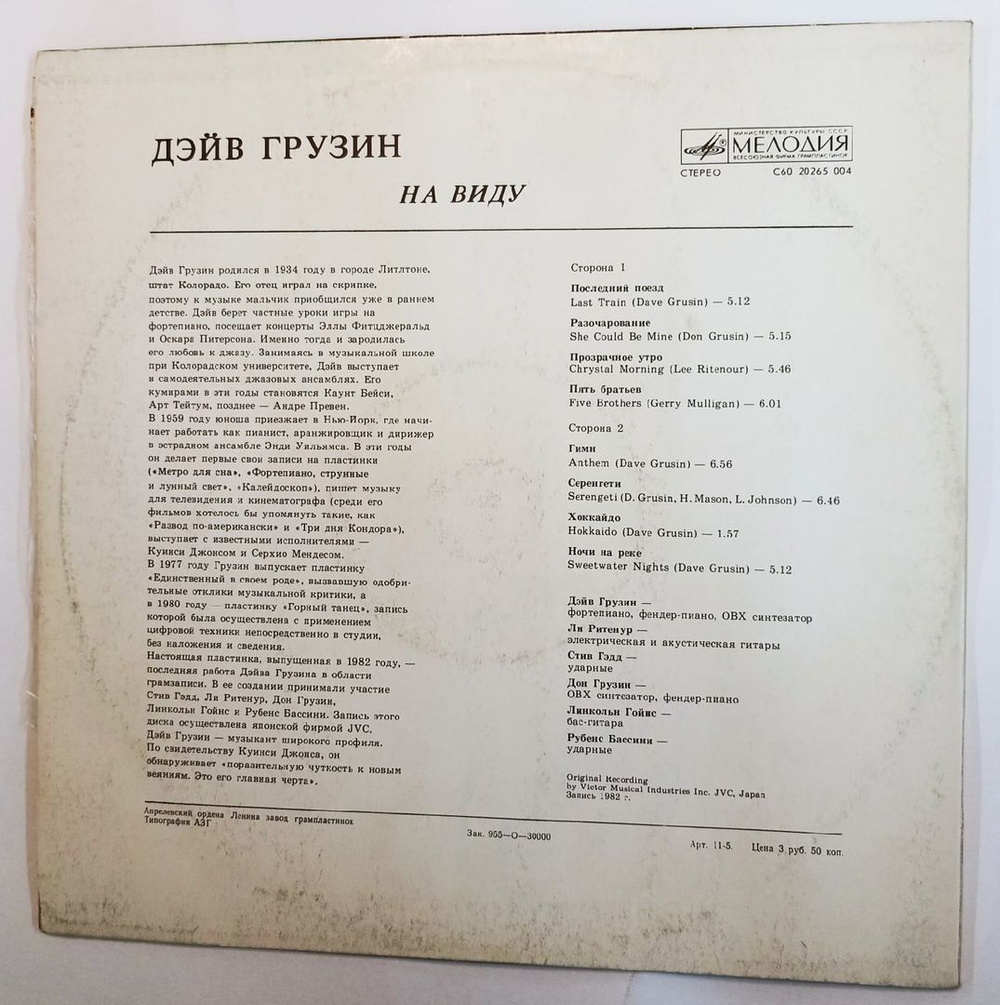 ДЭЙВ ГРУЗИН
НА ВИДУ
МИНИСТЕРСТВО КУЛЬТУРЫ СССР
МЕЛОДИЯ
ВСЕСОЮЗНАЯ ФИРМА ГРАМПЛАСТИНОК
СТЕРЕО С60 20265 004
Дэйв Грузин родился в 1934 году в городе Литлтоне,
штат Колорадо. Его отец играл на скрипке,
поэтому к музыке мальчик приобщился уже в раннем
детстве. Дэйв берет частные уроки игры на
фортепиано, посещает концерты Эллы Фитцджеральд
и Оскара Питерсона. Именно тогда и зародилась
его любовь к джазу. Занимаясь в музыкальной школе
при Колорадском университете, Дэйв выступает
в самодеятельных джазовых ансамблях. Его
кумирами в эти годы становятся Каунт Бейси,
Арт Тейтум, позднее — Андре Превен.
В 1959 году юноша приезжает в Нью-Йорк, где начи-
нает работать как пианист, аранжировщик и дирижер
в эстрадном ансамбле Энди Уильямса. В эти годы
он делает первые свои записи на пластинки
(«Метро для сна», «Фортепиано, струнные
и лунный свет», «Калейдоскоп»), пишет музыку
для телевидения и кинематографа (среди его
фильмов хотелось бы упомянуть такие, как
«Развод по-американски» и «Три дня Кондора»),
выступает с известными исполнителями —
Куинси Джонсом и Серхио Мендесом.
В 1977 году Грузин выпускает пластинку
«Единственный в своем роде», вызвавшую одобри-
тельные отклики музыкальной критики, а
в 1980 году — пластинку «Горный танец», запись
которой была осуществлена с применением
цифровой техники непосредственно в студии,
без наложения и сведения.
Настоящая пластинка, выпущенная в 1982 году, —
последняя работа Дэйва Грузина в области
грамзаписи. В ее создании принимали участие
Стив Гэдд, Ли Ритенур, Дон Грузин,
Линкольн Гойнс и Рубенс Бассини. Запись этого
диска осуществлена японской фирмой JVC.
Дэйв Грузин — музыкант широкого профиля.
По свидетельству Куинси Джонса, он
обнаруживает «поразительную чуткость к новым
веяниям. Это его главная черта».
Сторона 1
Последний поезд
Last Train (Dave Grusin) — 5.12
Разочарование
She Could Be Mine (Don Grusin) — 5.15
Прозрачное утро
Chrystal Morning (Lee Ritenour) — 5.46
Пять братьев
Five Brothers (Gerry Mulligan) — 6.01
Сторона 2
Гимн
Anthem (Dave Grusin) — 6.56
Серенгети
Serengeti (D. Grusin, H. Mason, L. Johnson) — 6.46
Хоккайдо
Hokkaido (Dave Grusin) — 1.57
Ночи на реке
Sweetwater Nights (Dave Grusin) — 5.12
Дэйв Грузин —
фортепиано, фендер-пиано, ОВХ синтезатор
Ли Ритенур —
электрическая и акустическая гитары
Стив Гэдд —
ударные
Дон Грузин —
ОВХ синтезатор, фендер-пиано
Линкольн Гойнс —
бас-гитара
Рубенс Бассини —
ударные
Original Recording
by Victor Musical Industries Inc. JVC, Japan
Запись 1982 г.
Апрелевский ордена Ленина завод грампластинок
Типография АЗГ
Зак. 955—О—30000
Арт. 11-5. Цена 3 руб. 50 коп.